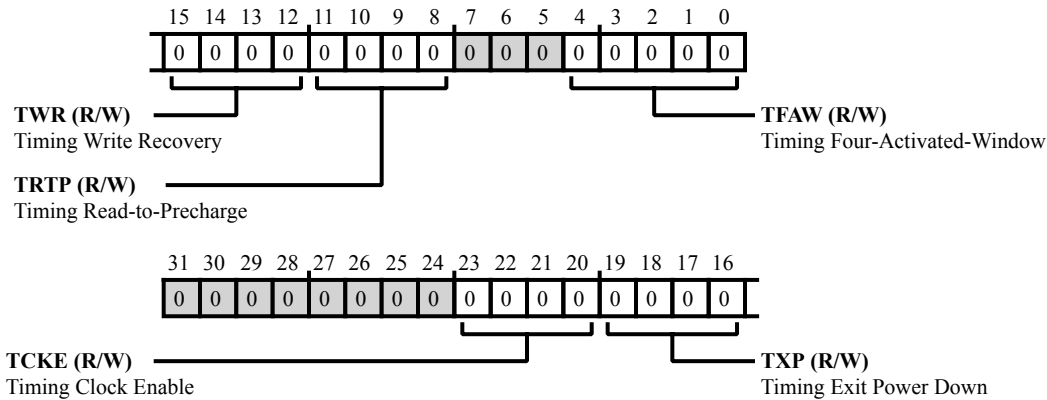 15 14 13 12 11 10 9 8 7 6 5 4 3 2 1 0
0 0 0 0 0 0 0 0 0 0 0 0 0 0 0 0
TWR (R/W)
Timing Write Recovery
TFAW (R/W)
Timing Four-Activated-Window
TRTP (R/W)
Timing Read-to-Precharge
31 30 29 28 27 26 25 24 23 22 21 20 19 18 17 16
0 0 0 0 0 0 0 0 0 0 0 0 0 0 0 0
TCKE (R/W)
Timing Clock Enable
TXP (R/W)
Timing Exit Power Down